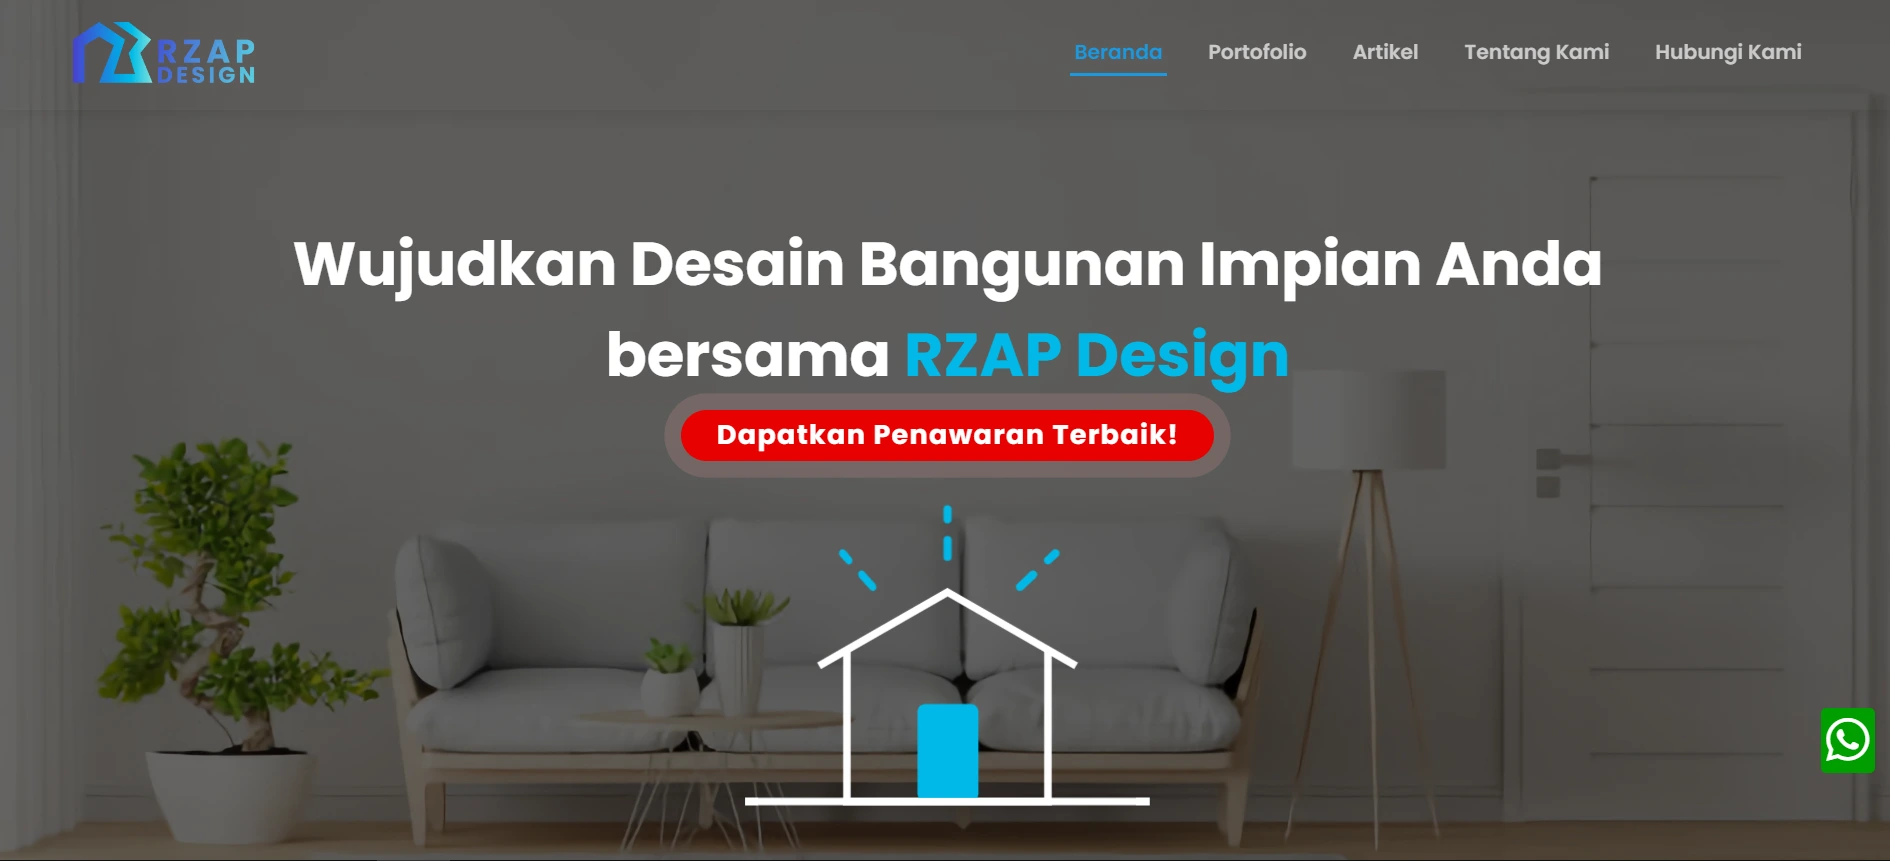 RZAP
DESIGN
Beranda
Portofolio
Artikel
Tentang Kami
Hubungi Kami
Wujudkan Desain Bangunan Impian Anda
bersama RZAP Design
Dapatkan Penawaran Terbaik!